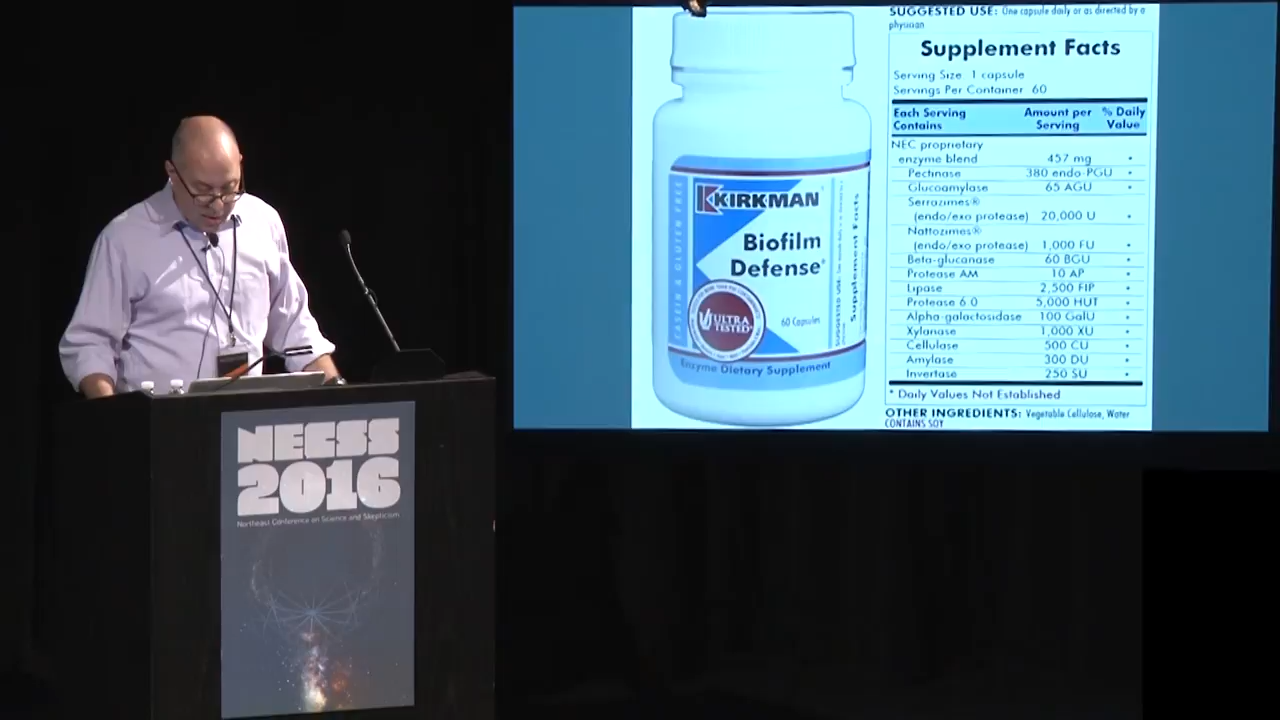 SUGGESTED USE: One capsule daily or as directed by a
physician
Supplement Facts
Serving Size 1 capsule
Servings Per Container 60
Each Serving Contains Amount per Serving % Daily Value
NEC proprietary
enzyme blend 457 mg *
Pectinase 380 endo-PGU *
Glucoamylase 65 AGU *
Serrazimes®
(endo/exo protease) 20,000 U *
Nattozimes®
(endo/exo protease) 1,000 FU *
Beta-glucanase 60 BGU *
Protease AM 10 AP *
Lipase 2,500 FIP *
Protease 6.0 5,000 HUT *
Alpha-galactosidase 100 GalU *
Xylanase 1,000 XU *
Cellulase 500 CU *
Amylase 300 DU *
Invertase 250 SU *
* Daily Values Not Established
OTHER INGREDIENTS: Vegetable Cellulose, Water
CONTAINS SOY
KIRKMAN
Biofilm
Defense®
ULTRA
TESTED®
60 Capsules
Enzyme Dietary Supplement
CASEIN & GLUTEN FREE
Supplement Facts
SUGGESTED USE:
NECSS
2016
Northeast Conference on Science and Skepticism